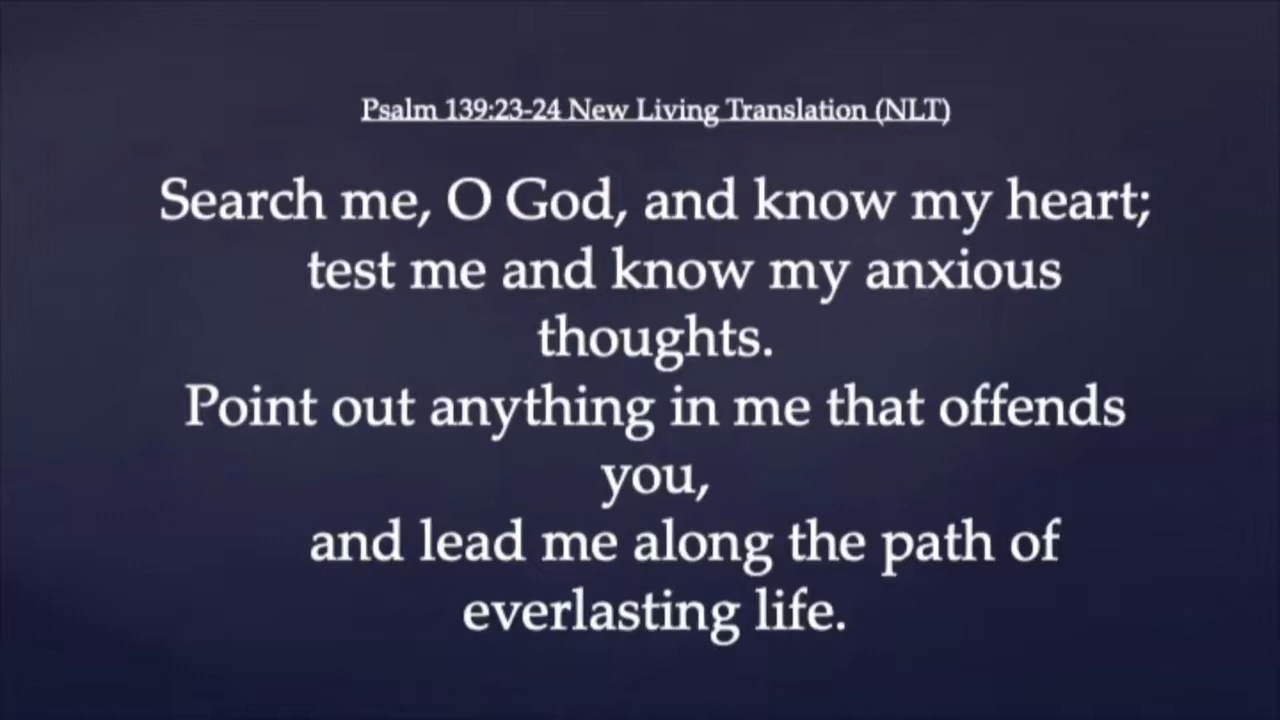 Psalm 139:23-24 New Living Translation (NLT)
Search me, O God, and know my heart;
test me and know my anxious
thoughts.
Point out anything in me that offends
you,
and lead me along the path of
everlasting life.